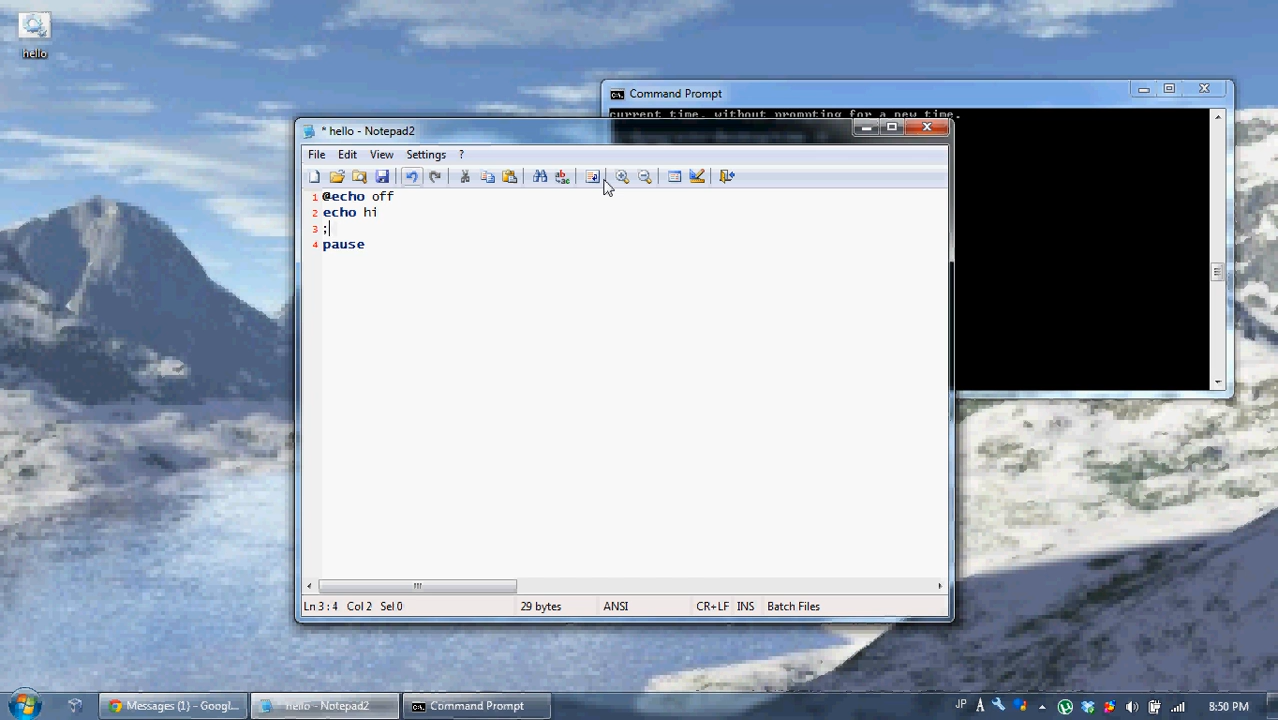 hello
Command Prompt
current time, without prompting for a new time.
* hello - Notepad2
File Edit View Settings ?
1 @echo off
2 echo hi
3 ;
4 pause
Ln 3 : 4 Col 2 Sel 0 29 bytes ANSI CR+LF INS Batch Files
Messages (1) - Googl... hello - Notepad2 Command Prompt JP 8:50 PM